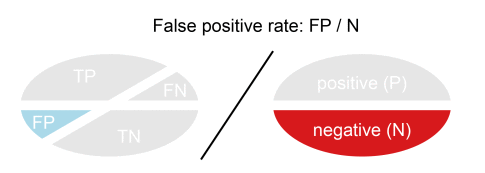 False positive rate: FP / N
TP
FN
positive (P)
FP
TN
negative (N)